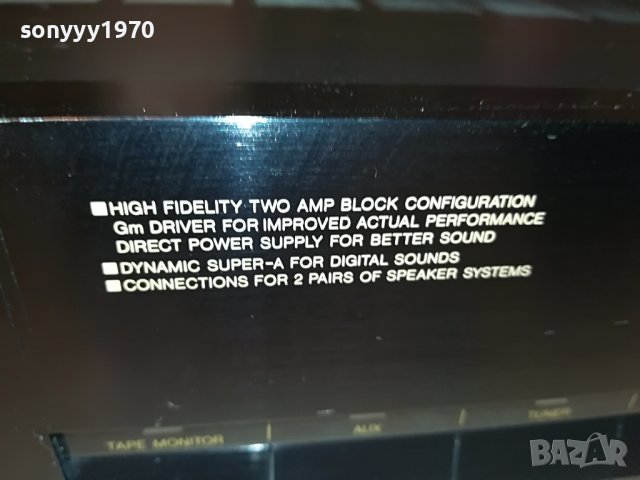 sonyyy1970
■HIGH FIDELITY TWO AMP BLOCK CONFIGURATION
Gm DRIVER FOR IMPROVED ACTUAL PERFORMANCE
DIRECT POWER SUPPLY FOR BETTER SOUND
■DYNAMIC SUPER-A FOR DIGITAL SOUNDS
■CONNECTIONS FOR 2 PAIRS OF SPEAKER SYSTEMS
TAPE MONITOR AUX TUNER
BAZAR